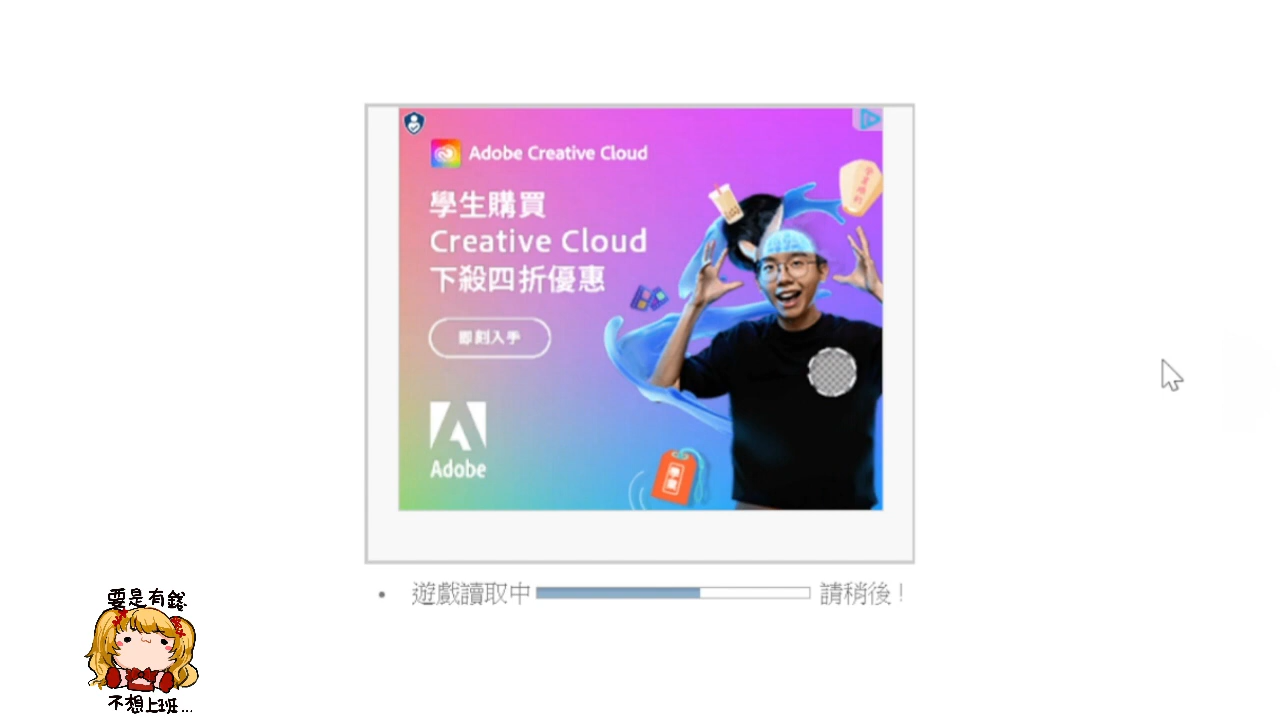 Adobe Creative Cloud
學生購買
Creative Cloud
下殺四折優惠
即刻入手
Adobe
遊戲讀取中
請稍後！
要是有錢
不想上班...